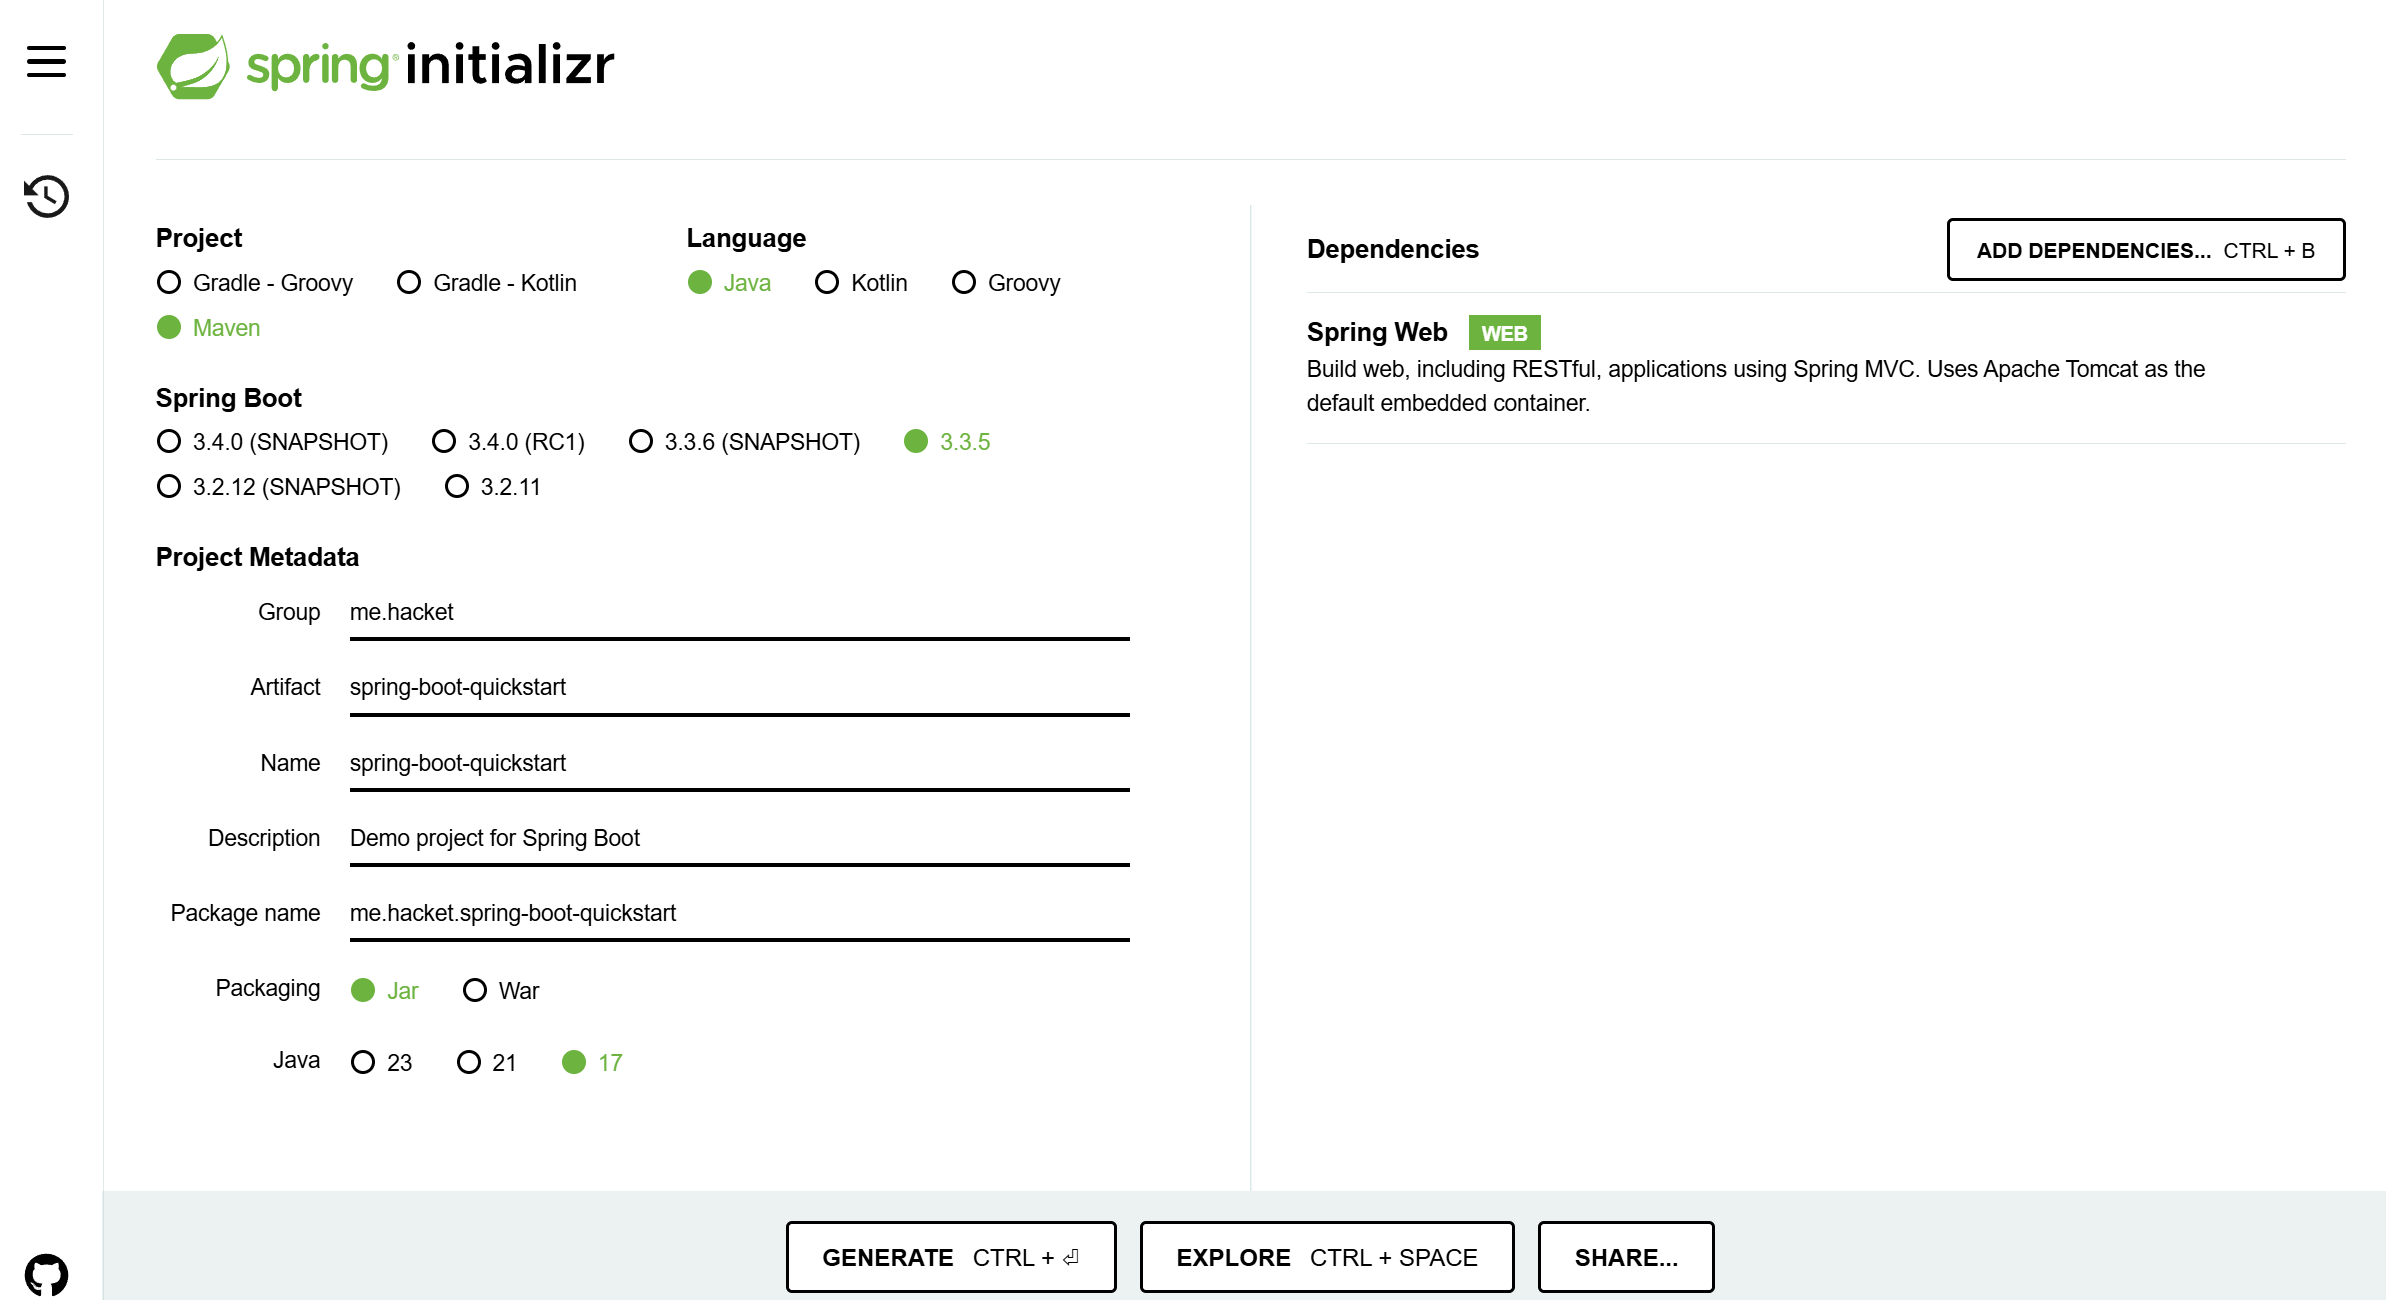 spring® initializr
Project
Gradle - Groovy Gradle - Kotlin
Maven
Language
Java Kotlin Groovy
Spring Boot
3.4.0 (SNAPSHOT) 3.4.0 (RC1) 3.3.6 (SNAPSHOT) 3.3.5
3.2.12 (SNAPSHOT) 3.2.11
Project Metadata
Group me.hacket
Artifact spring-boot-quickstart
Name spring-boot-quickstart
Description Demo project for Spring Boot
Package name me.hacket.spring-boot-quickstart
Packaging Jar War
Java 23 21 17
Dependencies
ADD DEPENDENCIES... CTRL + B
Spring Web WEB
Build web, including RESTful, applications using Spring MVC. Uses Apache Tomcat as the
default embedded container.
GENERATE CTRL + ⏎
EXPLORE CTRL + SPACE
SHARE...